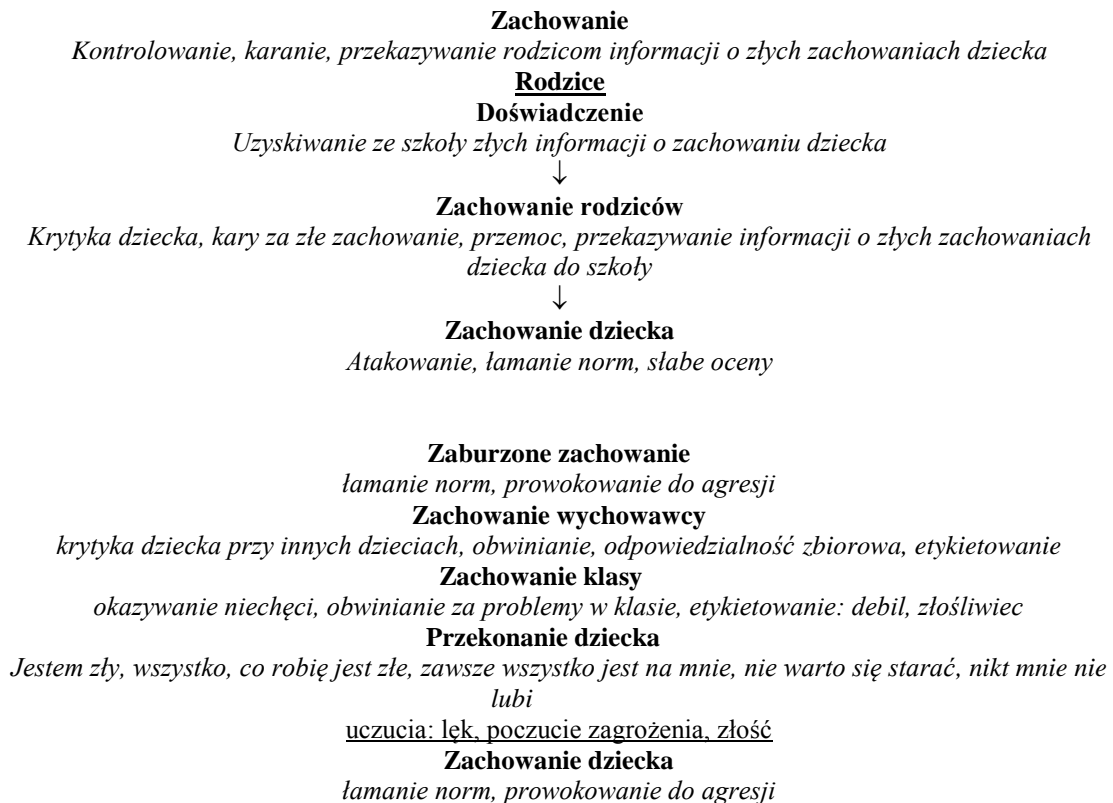 Zachowanie
Kontrolowanie, karanie, przekazywanie rodzicom informacji o złych zachowaniach dziecka
Rodzice
Doświadczenie
Uzyskiwanie ze szkoły złych informacji o zachowaniu dziecka
↓
Zachowanie rodziców
Krytyka dziecka, kary za złe zachowanie, przemoc, przekazywanie informacji o złych zachowaniach
dziecka do szkoły
↓
Zachowanie dziecka
Atakowanie, łamanie norm, słabe oceny
Zaburzone zachowanie
łamanie norm, prowokowanie do agresji
Zachowanie wychowawcy
krytyka dziecka przy innych dzieciach, obwinianie, odpowiedzialność zbiorowa, etykietowanie
Zachowanie klasy
okazywanie niechęci, obwinianie za problemy w klasie, etykietowanie: debil, złośliwiec
Przekonanie dziecka
Jestem zły, wszystko, co robię jest złe, zawsze wszystko jest na mnie, nie warto się starać, nikt mnie nie
lubi
uczucia: lęk, poczucie zagrożenia, złość
Zachowanie dziecka
łamanie norm, prowokowanie do agresji